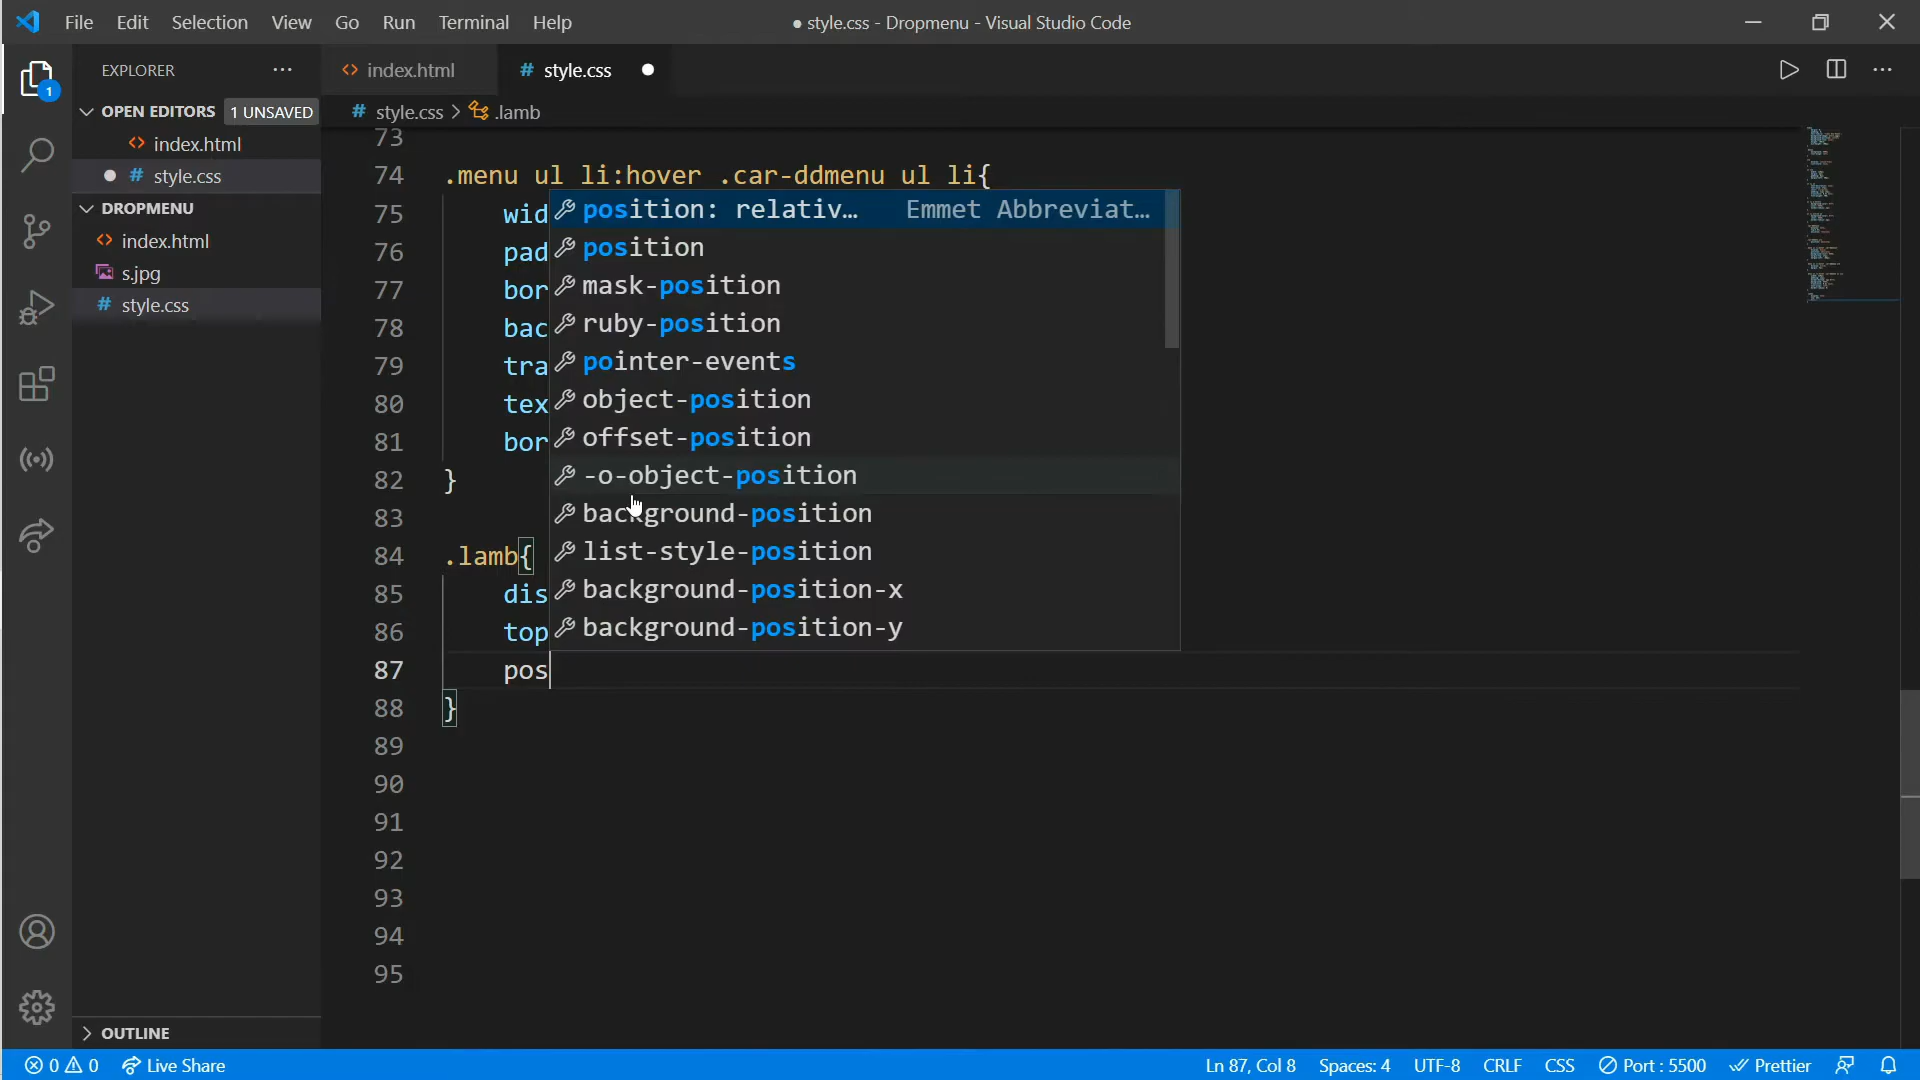 File Edit Selection View Go Run Terminal Help
● style.css - Dropmenu - Visual Studio Code
EXPLORER ···
index.html
# style.css ●
1
OPEN EDITORS 1 UNSAVED
# style.css > .lamb
index.html
● # style.css
DROPMENU
index.html
s.jpg
# style.css
73
74 .menu ul li:hover .car-ddmenu ul li{
75 wid
76 pad
77 bor
78 bac
79 tra
80 tex
81 bor
82 }
83
84 .lamb{
85 dis
86 top
87 pos
88 }
89
90
91
92
93
94
95
position: relativ… Emmet Abbreviat…
position
mask-position
ruby-position
pointer-events
object-position
offset-position
-o-object-position
background-position
list-style-position
background-position-x
background-position-y
OUTLINE
0 0 Live Share
Ln 87, Col 8 Spaces: 4 UTF-8 CRLF CSS Port : 5500 Prettier